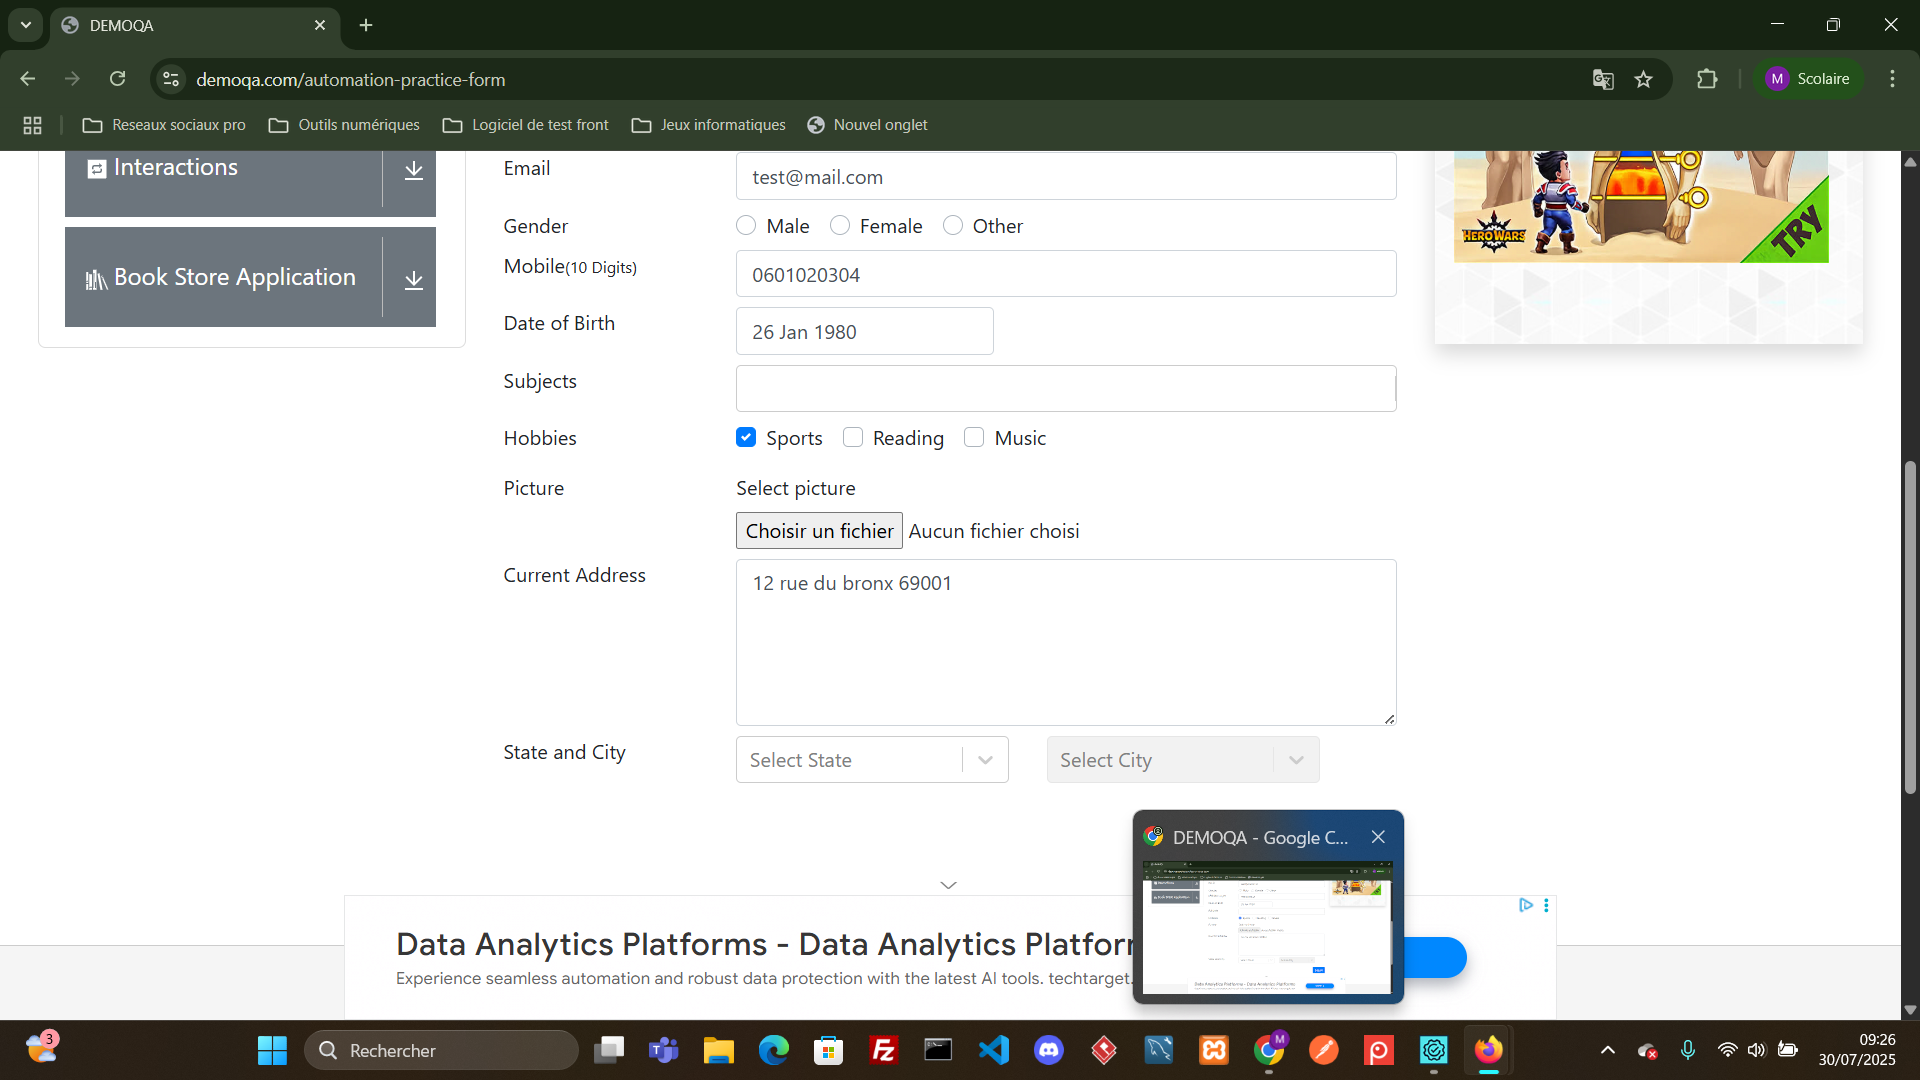 DEMOQA
demoqa.com/automation-practice-form
M Scolaire
Reseaux sociaux pro
Outils numériques
Logiciel de test front
Jeux informatiques
Nouvel onglet
Interactions
Book Store Application
Email
test@mail.com
Gender
Male
Female
Other
Mobile(10 Digits)
0601020304
Date of Birth
26 Jan 1980
Subjects
Hobbies
Sports
Reading
Music
Picture
Select picture
Choisir un fichier Aucun fichier choisi
Current Address
12 rue du bronx 69001
State and City
Select State
Select City
HERO WARS
TRY
DEMOQA - Google C...
Data Analytics Platforms - Data Analytics Platfor
Experience seamless automation and robust data protection with the latest AI tools. techtarget.
3
Rechercher
M
09:26
30/07/2025